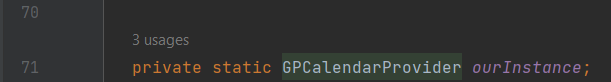 70
3 usages
71 private static GPCalendarProvider ourInstance;